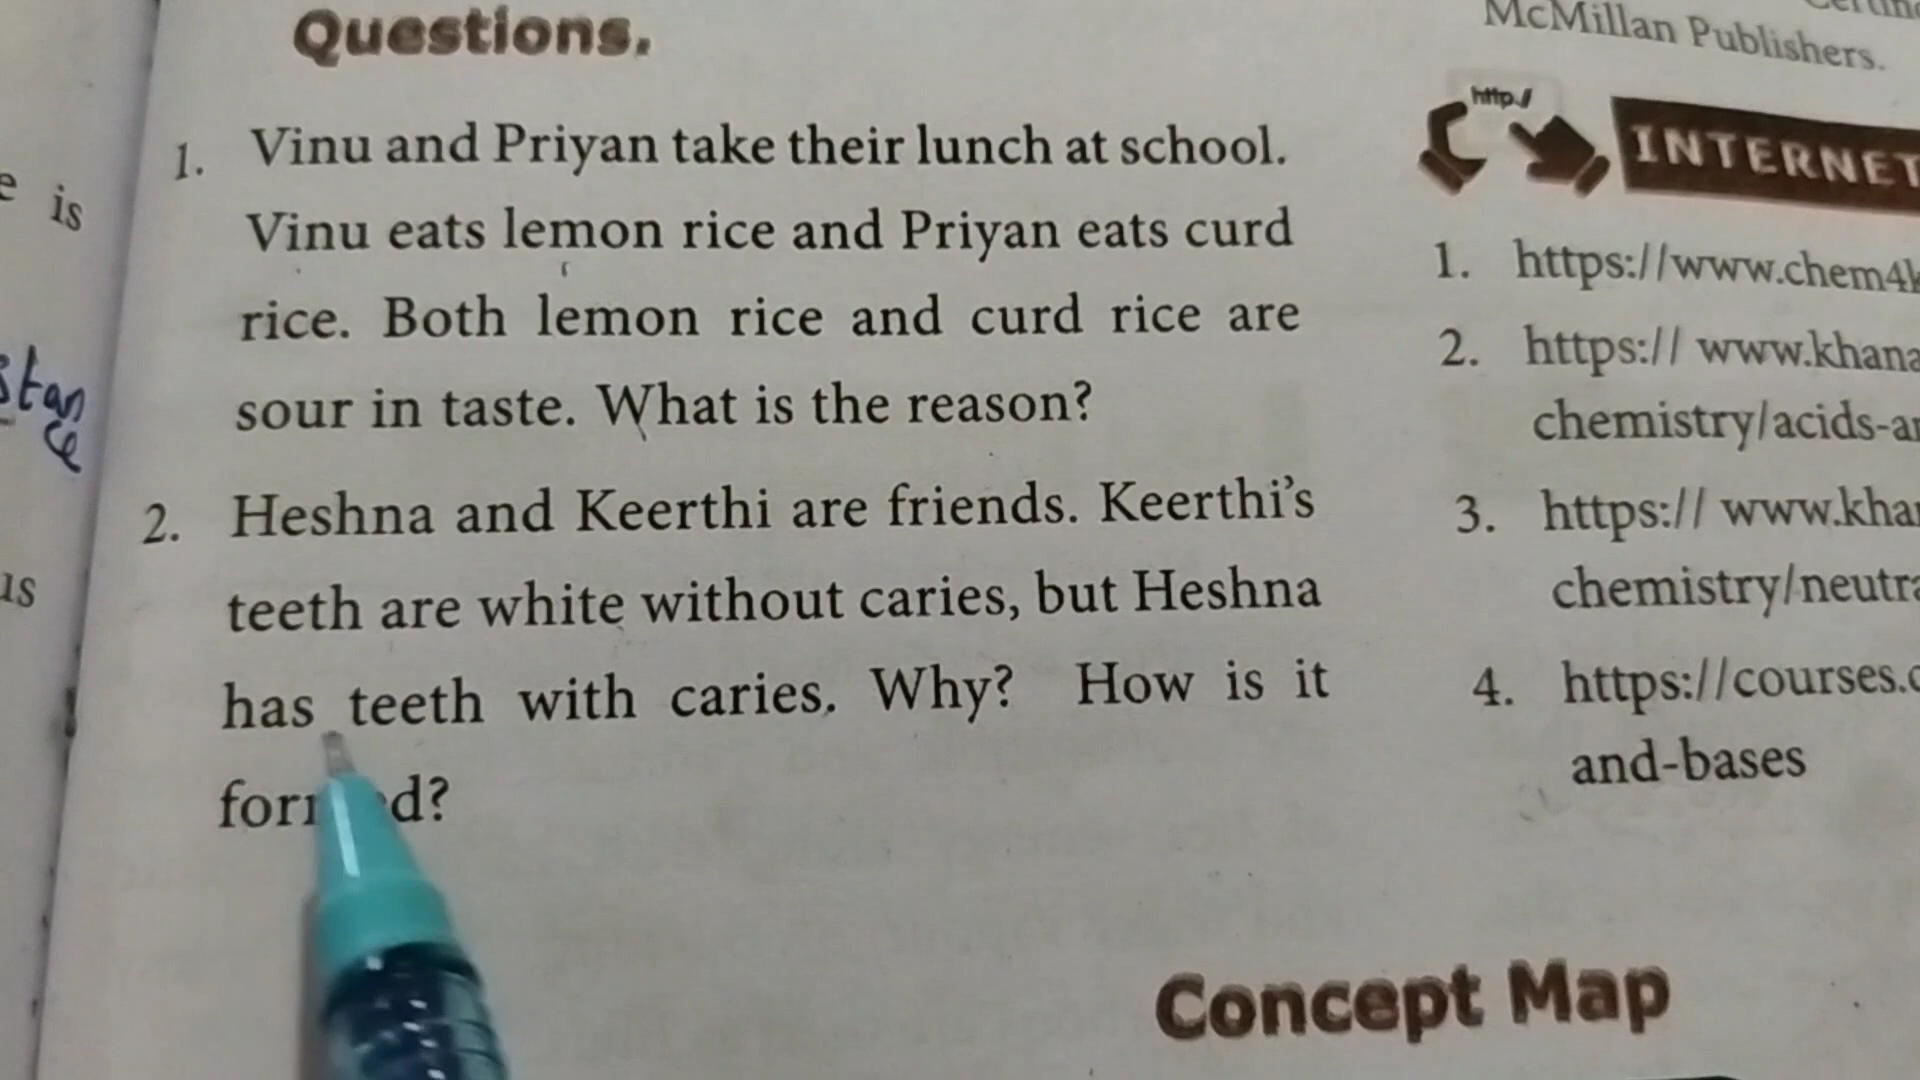 Questions.
1. Vinu and Priyan take their lunch at school.
Vinu eats lemon rice and Priyan eats curd
rice. Both lemon rice and curd rice are
sour in taste. What is the reason?
2. Heshna and Keerthi are friends. Keerthi's
teeth are white without caries, but Heshna
has teeth with caries. Why? How is it
McMillan Publishers.
http://
INTERNET
1. https://www.chem4k
2. https:// www.khana
chemistry/acids-a
3. https:// www.khan
chemistry/neutra
4. https://courses.
and-bases
Concept Map
is